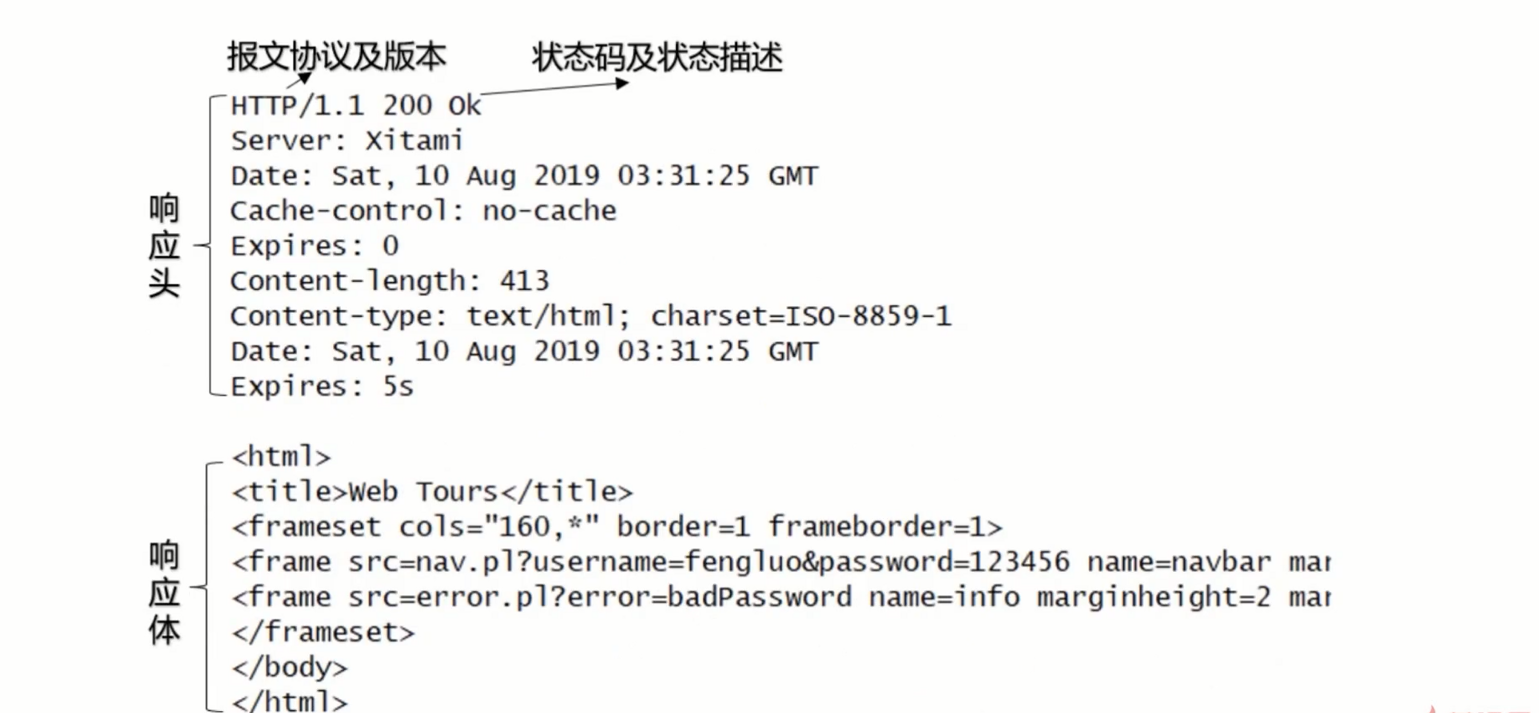 报文协议及版本 状态码及状态描述
HTTP/1.1 200 Ok
Server: Xitami
Date: Sat, 10 Aug 2019 03:31:25 GMT
Cache-control: no-cache
Expires: 0
Content-length: 413
Content-type: text/html; charset=ISO-8859-1
Date: Sat, 10 Aug 2019 03:31:25 GMT
Expires: 5s
响应头
<html>
<title>Web Tours</title>
<frameset cols="160,*" border=1 frameborder=1>
<frame src=nav.pl?username=fengluo&password=123456 name=navbar mar
<frame src=error.pl?error=badPassword name=info marginheight=2 mar
</frameset>
</body>
</html>
响应体